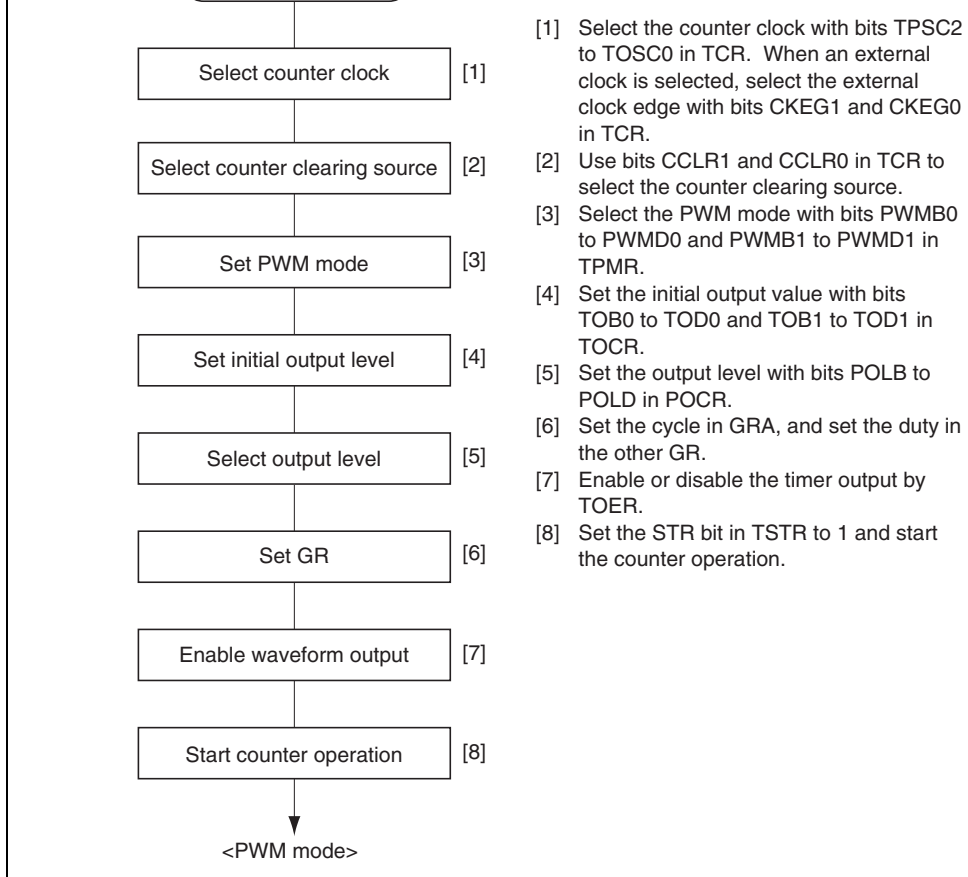 Select counter clock [1]
Select counter clearing source [2]
Set PWM mode [3]
Set initial output level [4]
Select output level [5]
Set GR [6]
Enable waveform output [7]
Start counter operation [8]
<PWM mode>
[1] Select the counter clock with bits TPSC2
to TOSC0 in TCR. When an external
clock is selected, select the external
clock edge with bits CKEG1 and CKEG0
in TCR.
[2] Use bits CCLR1 and CCLR0 in TCR to
select the counter clearing source.
[3] Select the PWM mode with bits PWMB0
to PWMD0 and PWMB1 to PWMD1 in
TPMR.
[4] Set the initial output value with bits
TOB0 to TOD0 and TOB1 to TOD1 in
TOCR.
[5] Set the output level with bits POLB to
POLD in POCR.
[6] Set the cycle in GRA, and set the duty in
the other GR.
[7] Enable or disable the timer output by
TOER.
[8] Set the STR bit in TSTR to 1 and start
the counter operation.